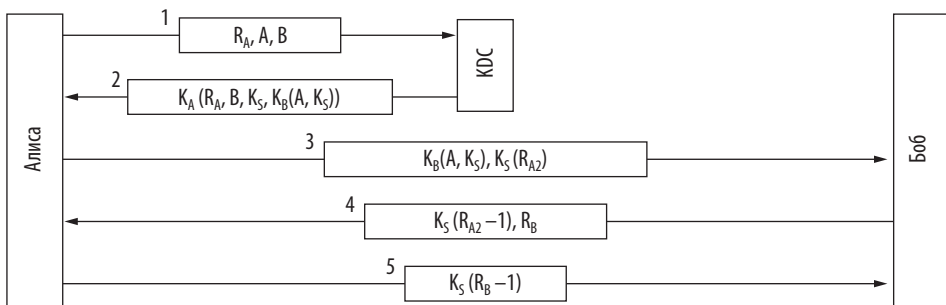 1
R_A, A, B
KDC
2
K_A (R_A, B, K_S, K_B(A, K_S))
Алиса
3
K_B(A, K_S), K_S (R_A2)
Боб
4
K_S (R_A2 –1), R_B
5
K_S (R_B –1)